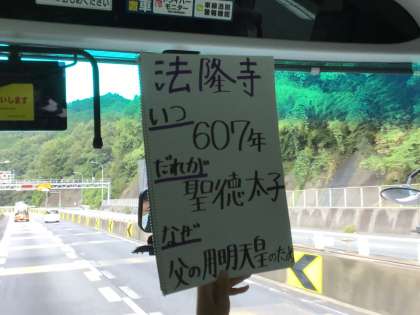 法隆寺
いつ
607年
だれが
聖徳太子
なぜ
父の用明天皇のため